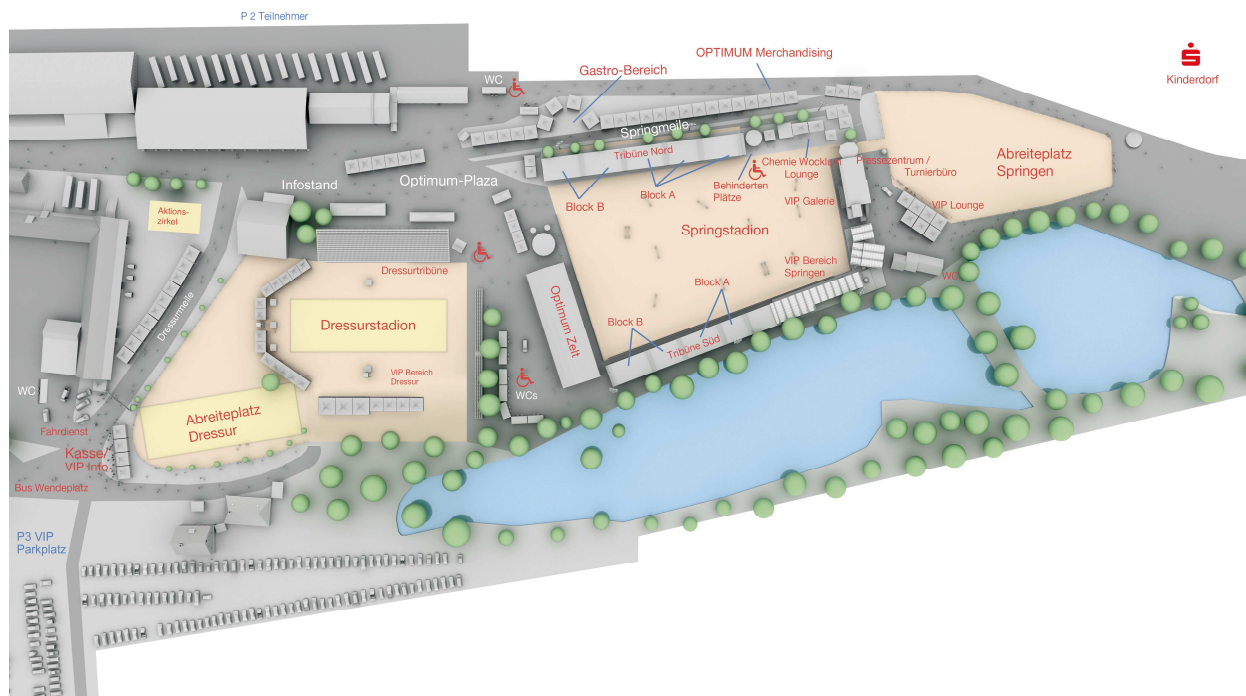 P 2 Teilnehmer
OPTIMUM Merchandising
Gastro-Bereich
WC
Kinderdorf
Springmeile
Tribüne Nord
Chemie Wocklum
Lounge
Pressezentrum /
Turnierbüro
Abreiteplatz
Springen
Infostand
Optimum-Plaza
Block B
Block A
Behinderten
Plätze
VIP Galerie
VIP Lounge
Aktions-
zirkel
Springstadion
Dressurtribüne
VIP Bereich
Springen
WC
Block A
Dressurmeile
Dressurstadion
Optimum Zelt
Block B
Tribüne Süd
VIP Bereich
Dressur
WC
WCs
Abreiteplatz
Dressur
Fahrdienst
Kasse/
VIP Info
Bus Wendeplatz
P3 VIP
Parkplatz